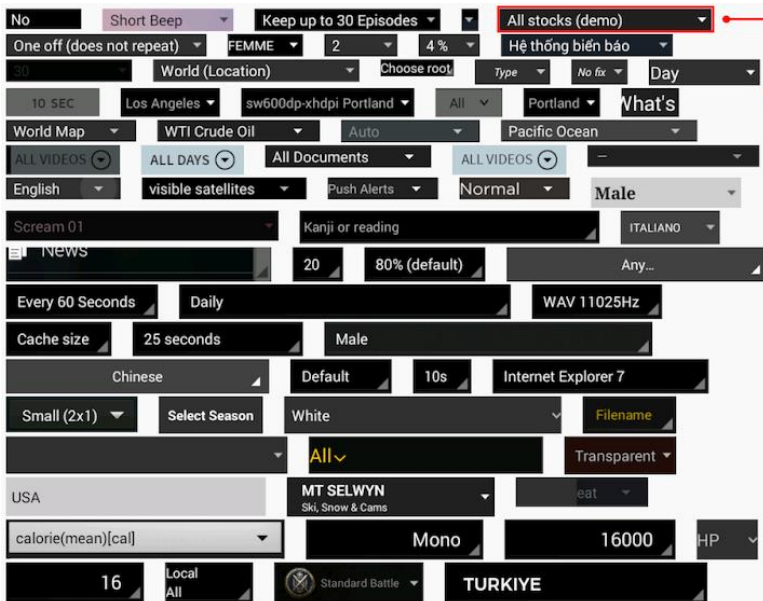 No
Short Beep
Keep up to 30 Episodes
All stocks (demo)
One off (does not repeat)
FEMME
2
4 %
Hệ thống biển báo
30
World (Location)
Choose root
Type
No fix
Day
10 SEC
Los Angeles
sw600dp-xhdpi Portland
All
Portland
What's
World Map
WTI Crude Oil
Auto
Pacific Ocean
ALL VIDEOS
ALL DAYS
All Documents
ALL VIDEOS
–
English
visible satellites
Push Alerts
Normal
Male
Scream 01
Kanji or reading
ITALIANO
News
20
80% (default)
Any...
Every 60 Seconds
Daily
WAV 11025Hz
Cache size
25 seconds
Male
Chinese
Default
10s
Internet Explorer 7
Small (2x1)
Select Season
White
Filename
All
Transparent
USA
MT SELWYN
Ski, Snow & Cams
eat
calorie(mean)[cal]
Mono
16000
HP
16
Local
All
Standard Battle
TURKIYE